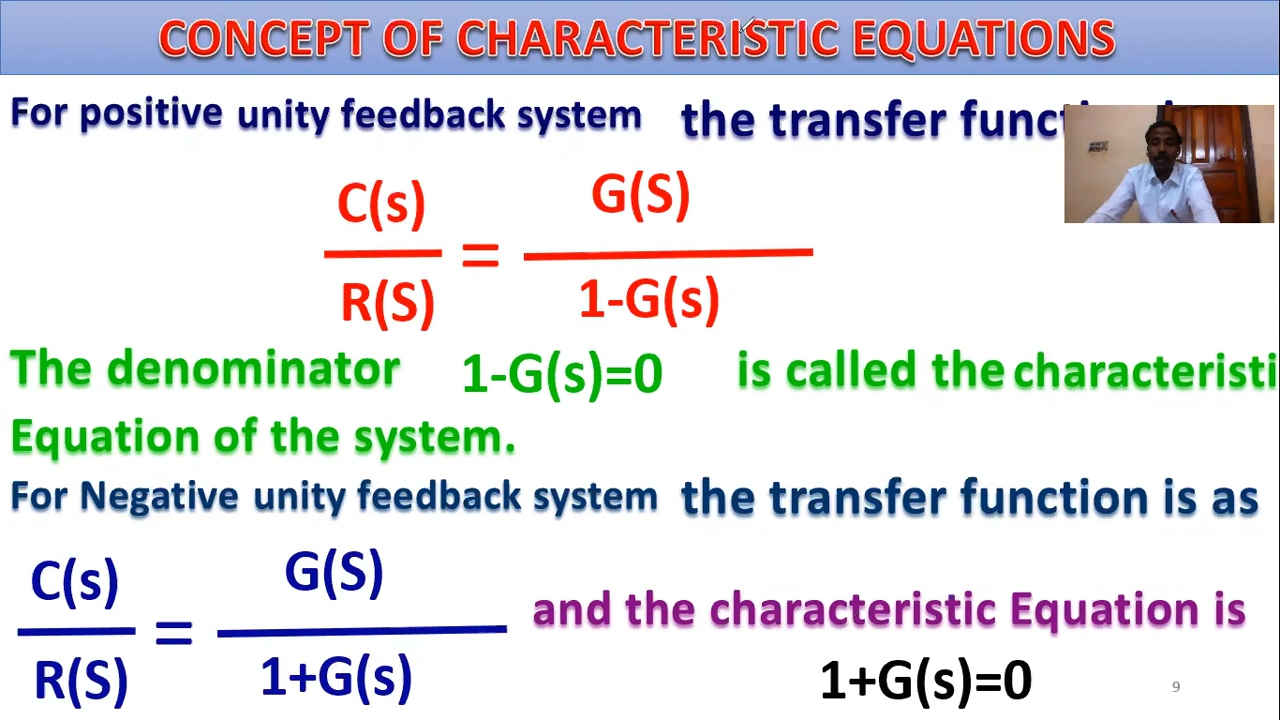 CONCEPT OF CHARACTERISTIC EQUATIONS
For positive unity feedback system the transfer
C(s) G(S)
=
R(S) 1-G(s)
The denominator 1-G(s)=0 is called the characteristi
Equation of the system.
For Negative unity feedback system the transfer function is as
C(s) G(S)
=
R(S) 1+G(s)
and the characteristic Equation is
1+G(s)=0
9